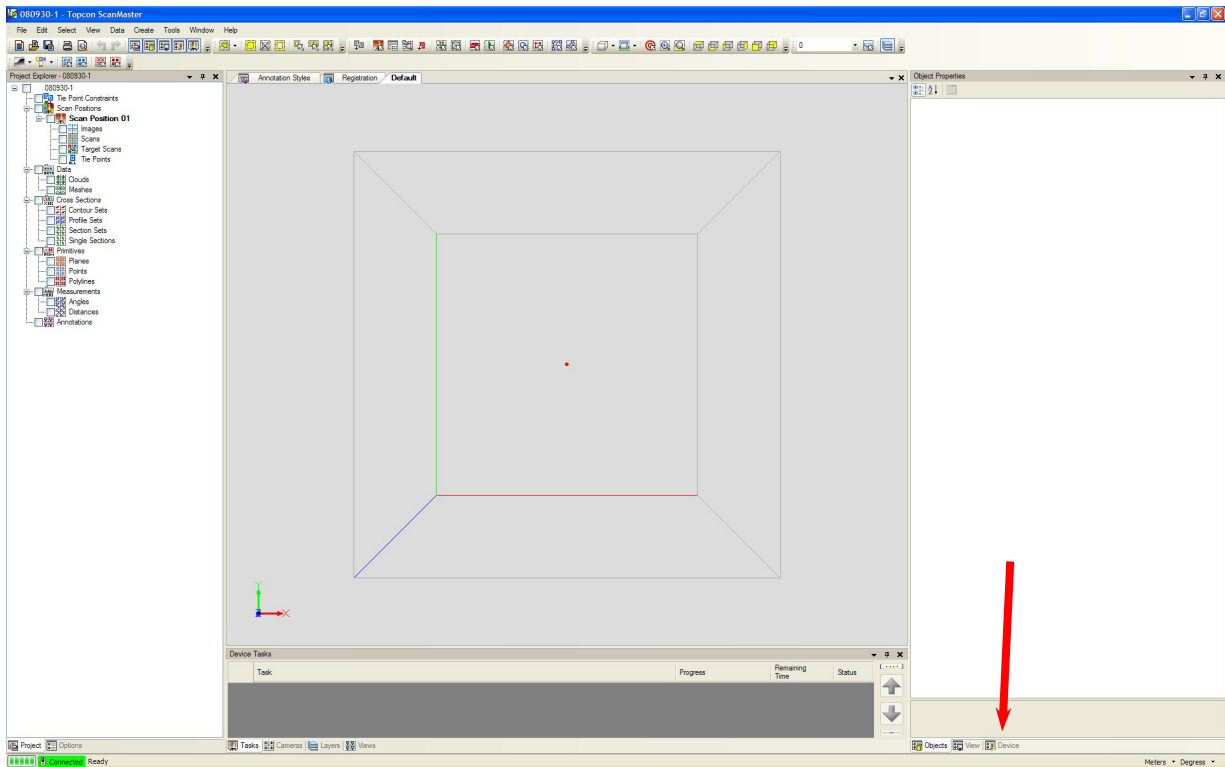 080930-1 - Topcon ScanMaster
File Edit Select View Data Create Tools Window Help
0
Project Explorer - 080930-1
Annotation Styles Registration Default
Object Properties
080930-1
Tie Point Constraints
Scan Positions
Scan Position 01
Images
Scans
Target Scans
Tie Points
Data
Clouds
Meshes
Cross Sections
Contour Sets
Profile Sets
Section Sets
Single Sections
Primitives
Planes
Points
Polylines
Measurements
Angles
Distances
Annotations
Y
X
Device Tasks
Task Progress Remaining Time Status
Project Options
Tasks Cameras Layers Views
Objects View Device
Connected Ready
Meters Degrees